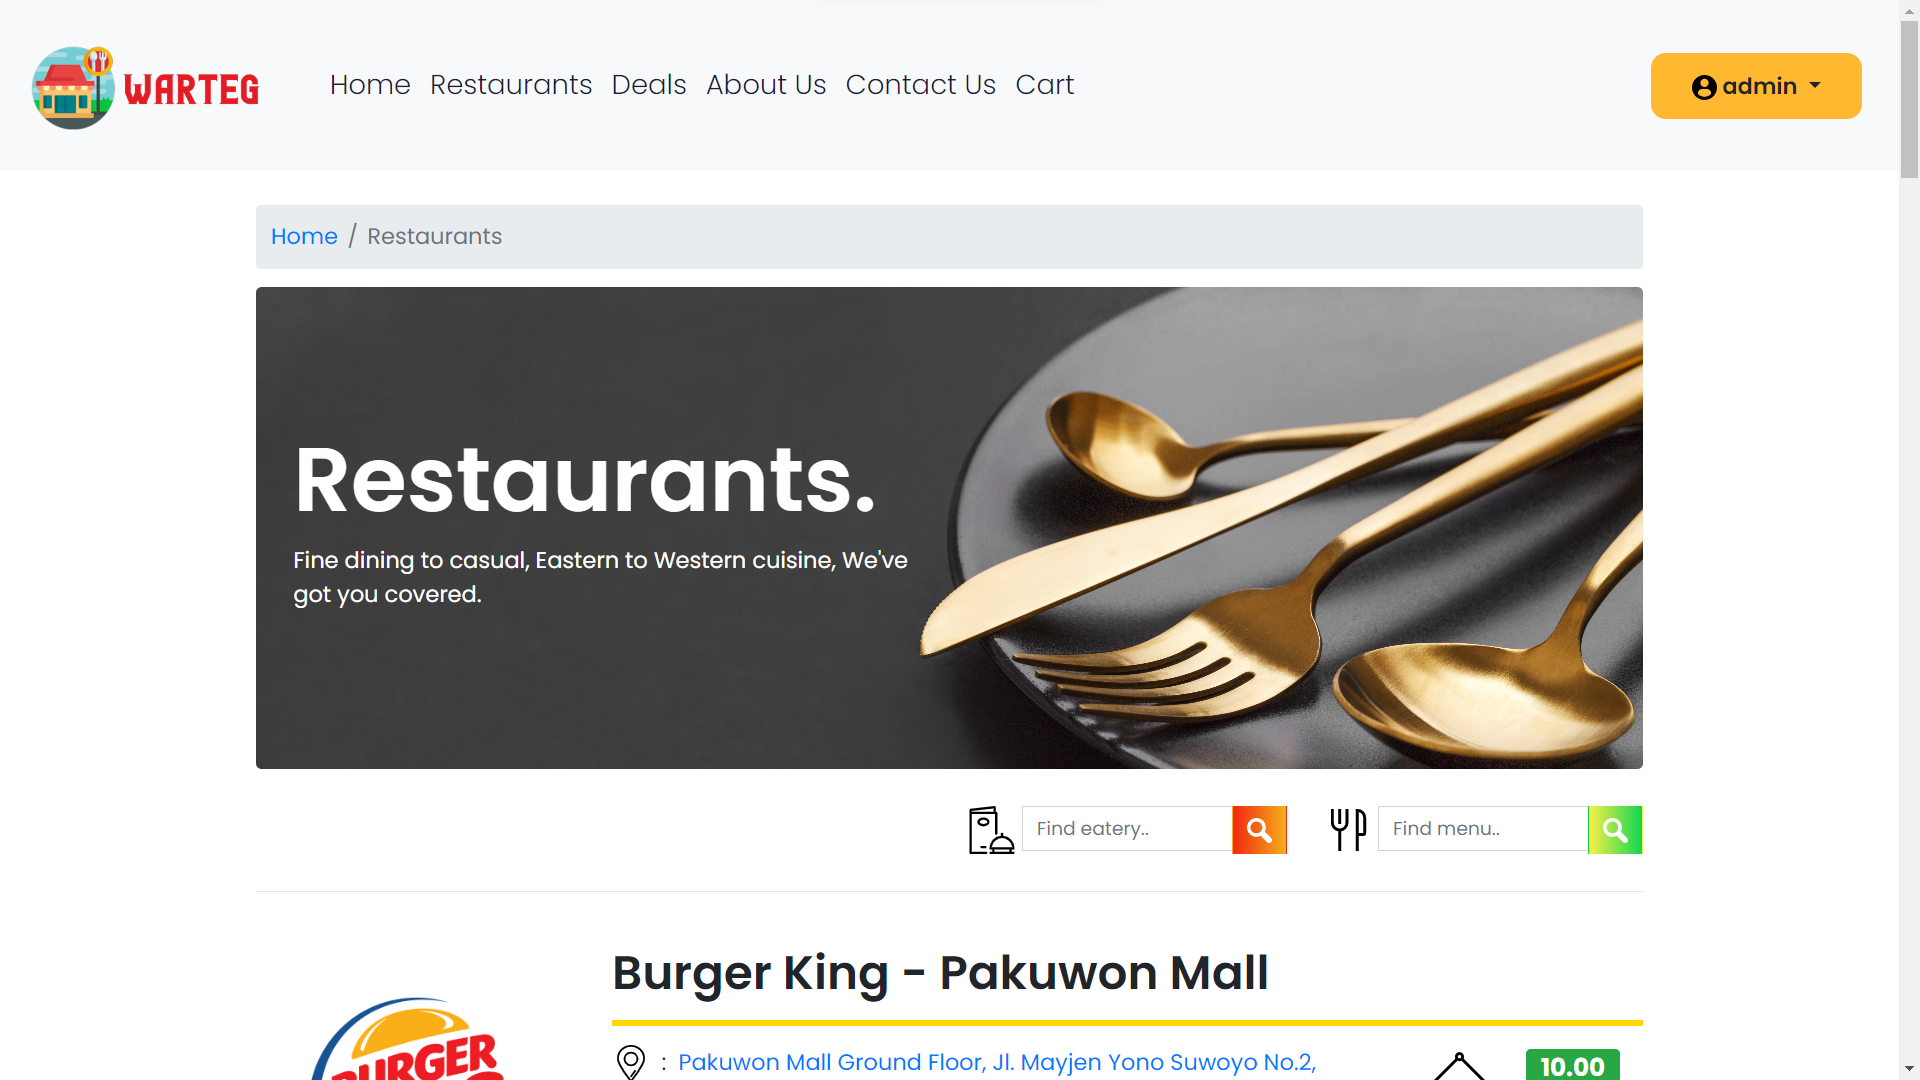 WARTEG
Home Restaurants Deals About Us Contact Us Cart
admin
Home / Restaurants
Restaurants.
Fine dining to casual, Eastern to Western cuisine, We've
got you covered.
Find eatery..
Find menu..
Burger King - Pakuwon Mall
BURGER
: Pakuwon Mall Ground Floor, Jl. Mayjen Yono Suwoyo No.2,
10.00